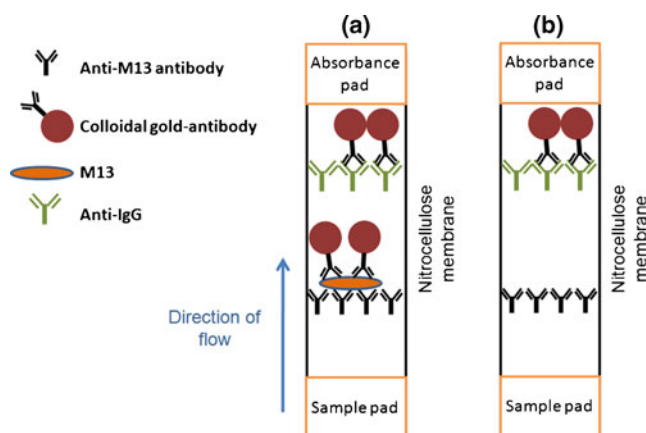 (a)
(b)
Anti-M13 antibody
Colloidal gold-antibody
M13
Anti-IgG
Direction of
flow
Absorbance
pad
Nitrocellulose
membrane
Sample pad
Absorbance
pad
Nitrocellulose
membrane
Sample pad